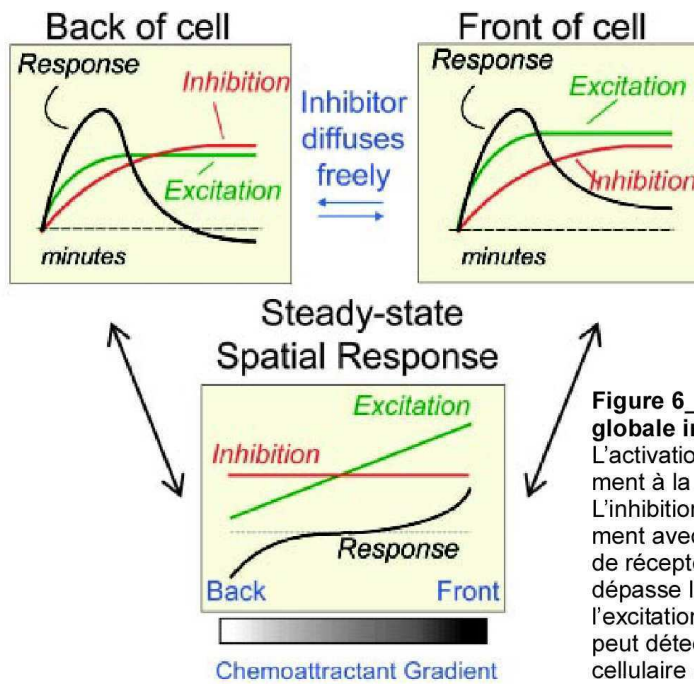 Back of cell
Response
Inhibition
Excitation
minutes
Inhibitor
diffuses
freely
Front of cell
Response
Excitation
Inhibition
minutes
Steady-state
Spatial Response
Excitation
Inhibition
Response
Back Front
Chemoattractant Gradient
Figure 6_
globale i
L’activatio
ment à la
L’inhibition
ment avec
de récepte
dépasse l
l’excitation
peut détec
cellulaire